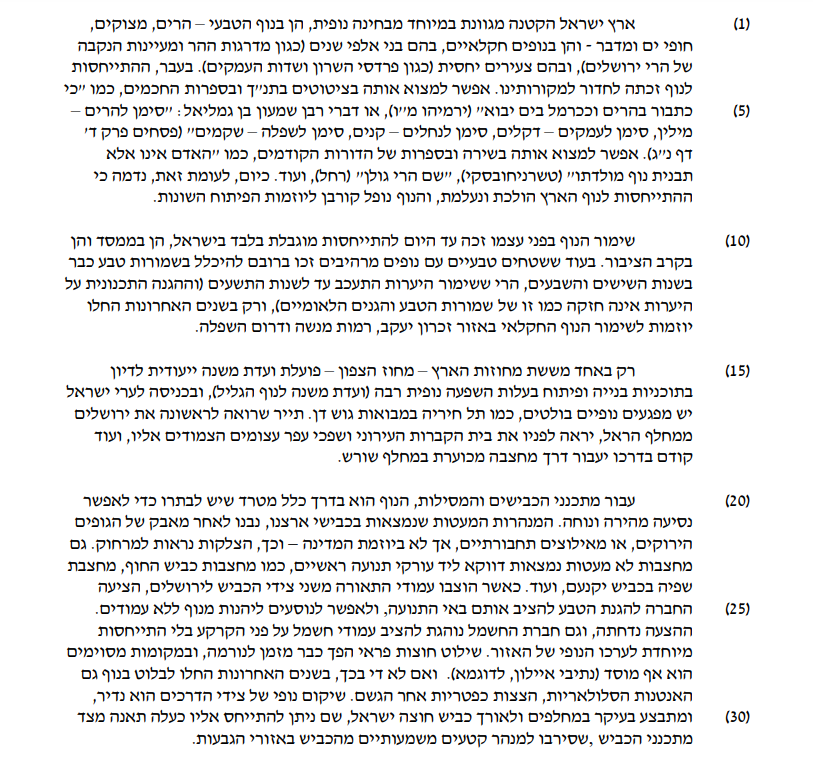 (1) ארץ ישראל הקטנה מגוונת במיוחד מבחינה נופית, הן בנוף הטבעי – הרים, מצוקים,
חופי ים ומדבר - והן בנופים חקלאיים, בהם בני אלפי שנים (כגון מדרגות ההר ומעיינות הנקבה
של הרי ירושלים), ובהם צעירים יחסית (כגון פרדסי השרון ושדות העמקים). בעבר, ההתייחסות
לנוף זכתה לחדור למקורותינו. אפשר למצוא אותה בציטוטים בתנ״ך ובספרות החכמים, כמו ״כי
(5) כתבור בהרים וככרמל בים יבוא״ (ירמיהו מ״ו), או דברי רבן שמעון בן גמליאל: ״סימן להרים –
מילין, סימן לעמקים – דקלים, סימן לנחלים – קנים, סימן לשפלה – שקמים״ (פסחים פרק ד׳
דף נ״ג). אפשר למצוא אותה בשירה ובספרות של הדורות הקודמים, כמו ״האדם אינו אלא
תבנית נוף מולדתו״ (טשרניחובסקי), ״שם הרי גולן״ (רחל), ועוד. כיום, לעומת זאת, נדמה כי
ההתייחסות לנוף הארץ הולכת ונעלמת, והנוף נופל קורבן ליוזמות הפיתוח השונות.
(10) שימור הנוף בפני עצמו זכה עד היום להתייחסות מוגבלת בלבד בישראל, הן בממסד והן
בקרב הציבור. בעוד ששטחים טבעיים עם נופים מרהיבים זכו ברובם להיכלל בשמורות טבע כבר
בשנות השישים והשבעים, הרי ששימור היערות התעכב עד לשנות התשעים (וההגנה התכנונית על
היערות אינה חזקה כמו זו של שמורות הטבע והגנים הלאומיים), ורק בשנים האחרונות החלו
יוזמות לשימור הנוף החקלאי באזור זכרון יעקב, רמות מנשה ודרום השפלה.
(15) רק באחד מששת מחוזות הארץ – מחוז הצפון – פועלת ועדת משנה ייעודית לדיון
בתוכניות בנייה ופיתוח בעלות השפעה נופית רבה (ועדת משנה לנוף הגליל), ובכניסה לערי ישראל
יש מפגעים נופיים בולטים, כמו תל חיריה במבואות גוש דן. תייר שרואה לראשונה את ירושלים
ממחלף הראל, יראה לפניו את בית הקברות העירוני ושפכי עפר עצומים הצמודים אליו, ועוד
קודם בדרכו יעבור דרך מחצבה מכוערת במחלף שורש.
(20) עבור מתכנני הכבישים והמסילות, הנוף הוא בדרך כלל מטרד שיש לבתרו כדי לאפשר
נסיעה מהירה ונוחה. המנהרות המעטות שנמצאות בכבישי ארצנו, נבנו לאחר מאבק של הגופים
הירוקים, או מאילוצים תחבורתיים, אך לא ביוזמת המדינה – וכך, הצלקות נראות למרחוק. גם
מחצבות לא מעטות נמצאות דווקא ליד עורקי תנועה ראשיים, כמו מחצבות כביש החוף, מחצבת
שפיה בכביש יקנעם, ועוד. כאשר הוצבו עמודי התאורה משני צידי הכביש לירושלים, הציעה
(25) החברה להגנת הטבע להציב אותם באי התנועה, ולאפשר לנוסעים ליהנות מנוף ללא עמודים.
ההצעה נדחתה, וגם חברת החשמל נוהגת להציב עמודי חשמל על פני הקרקע בלי התייחסות
מיוחדת לערכו הנופי של האזור. שילוט חוצות פראי הפך כבר מזמן לנורמה, ובמקומות מסוימים
הוא אף מוסד (נתיבי איילון, לדוגמא). ואם לא די בכך, בשנים האחרונות החלו לבלוט בנוף גם
האנטנות הסלולאריות, הצצות כפטריות אחר הגשם. שיקום נופי של צידי הדרכים הוא נדיר,
(30) ומתבצע בעיקר במחלפים ולאורך כביש חוצה ישראל, שם ניתן להתייחס אליו כעלה תאנה מצד
מתכנני הכביש ,שסירבו למנהר קטעים משמעותיים מהכביש באזורי הגבעות.